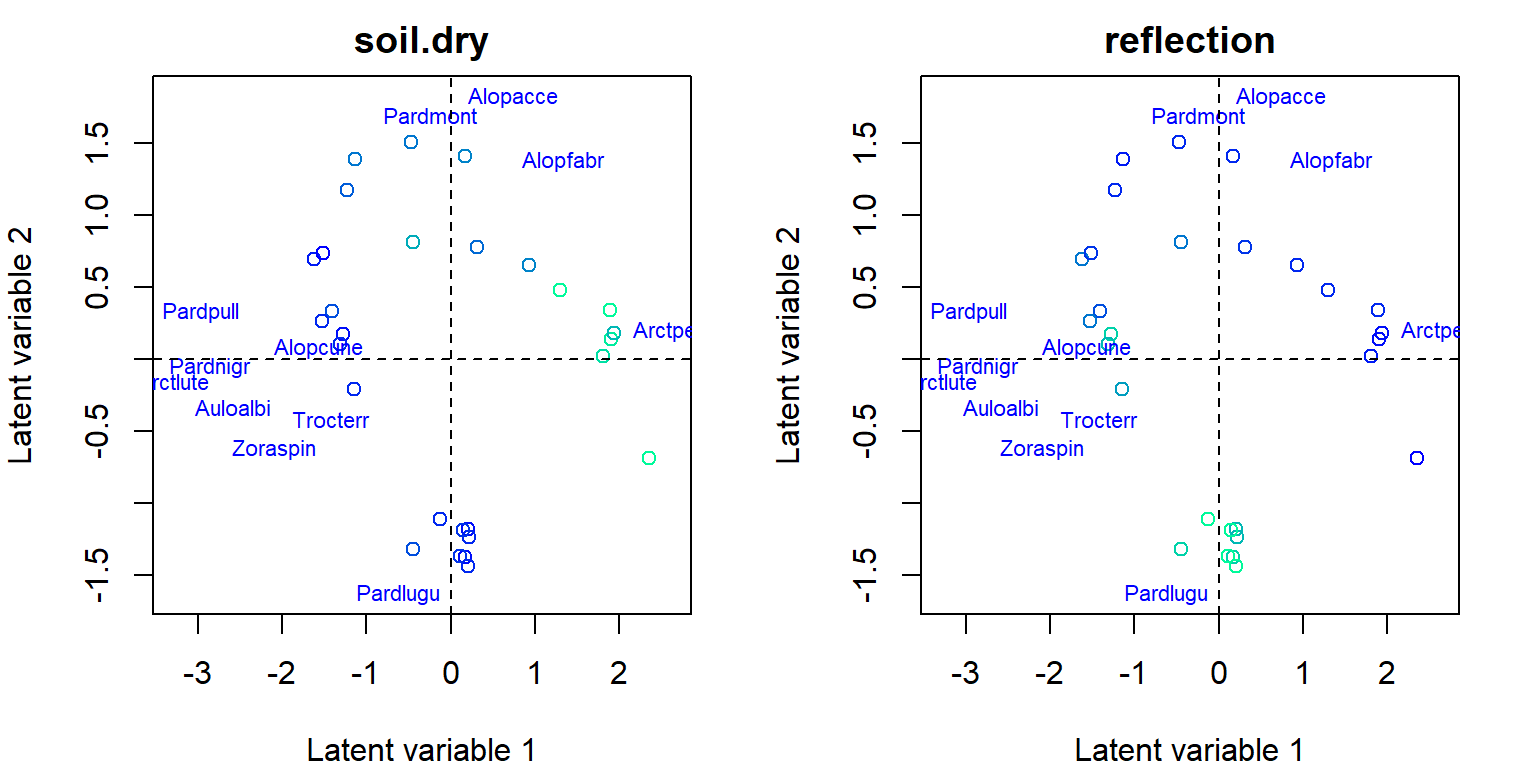 soil.dry
Latent variable 2
1.5
1.0
0.5
-0.5
-1.5
Alopacce
Pardmont
Alopfabr
Pardpull
Arctpe
Alopcune
Pardnigr
rctlute
Auloalbi
Trocterr
Zoraspin
Pardlugu
-3 -2 -1 0 1 2
Latent variable 1
reflection
Latent variable 2
1.5
1.0
0.5
-0.5
-1.5
Alopacce
Pardmont
Alopfabr
Pardpull
Arctpe
Alopcune
Pardnigr
rctlute
Auloalbi
Trocterr
Zoraspin
Pardlugu
-3 -2 -1 0 1 2
Latent variable 1